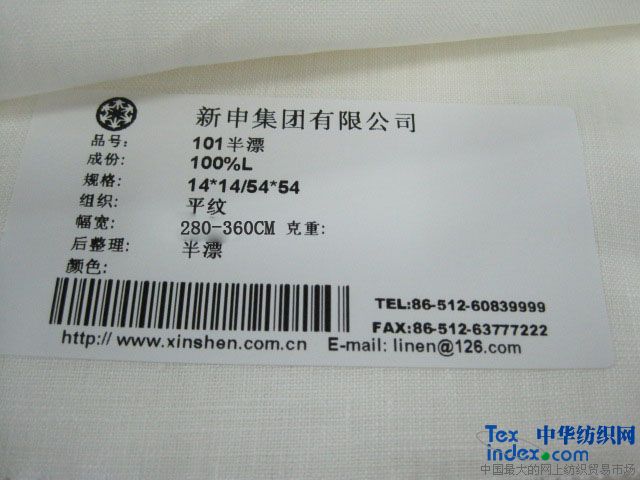 新申集团有限公司
品号: 101半漂
成份: 100%L
规格: 14*14/54*54
组织: 平纹
幅宽: 280-360CM 克重:
后整理: 半漂
颜色:
TEL:86-512-60839999
FAX:86-512-63777222
http://www.xinshen.com.cn E-mail: linen@126.com
Tex 中华纺织网
index.com
中国最大的网上纺织贸易市场